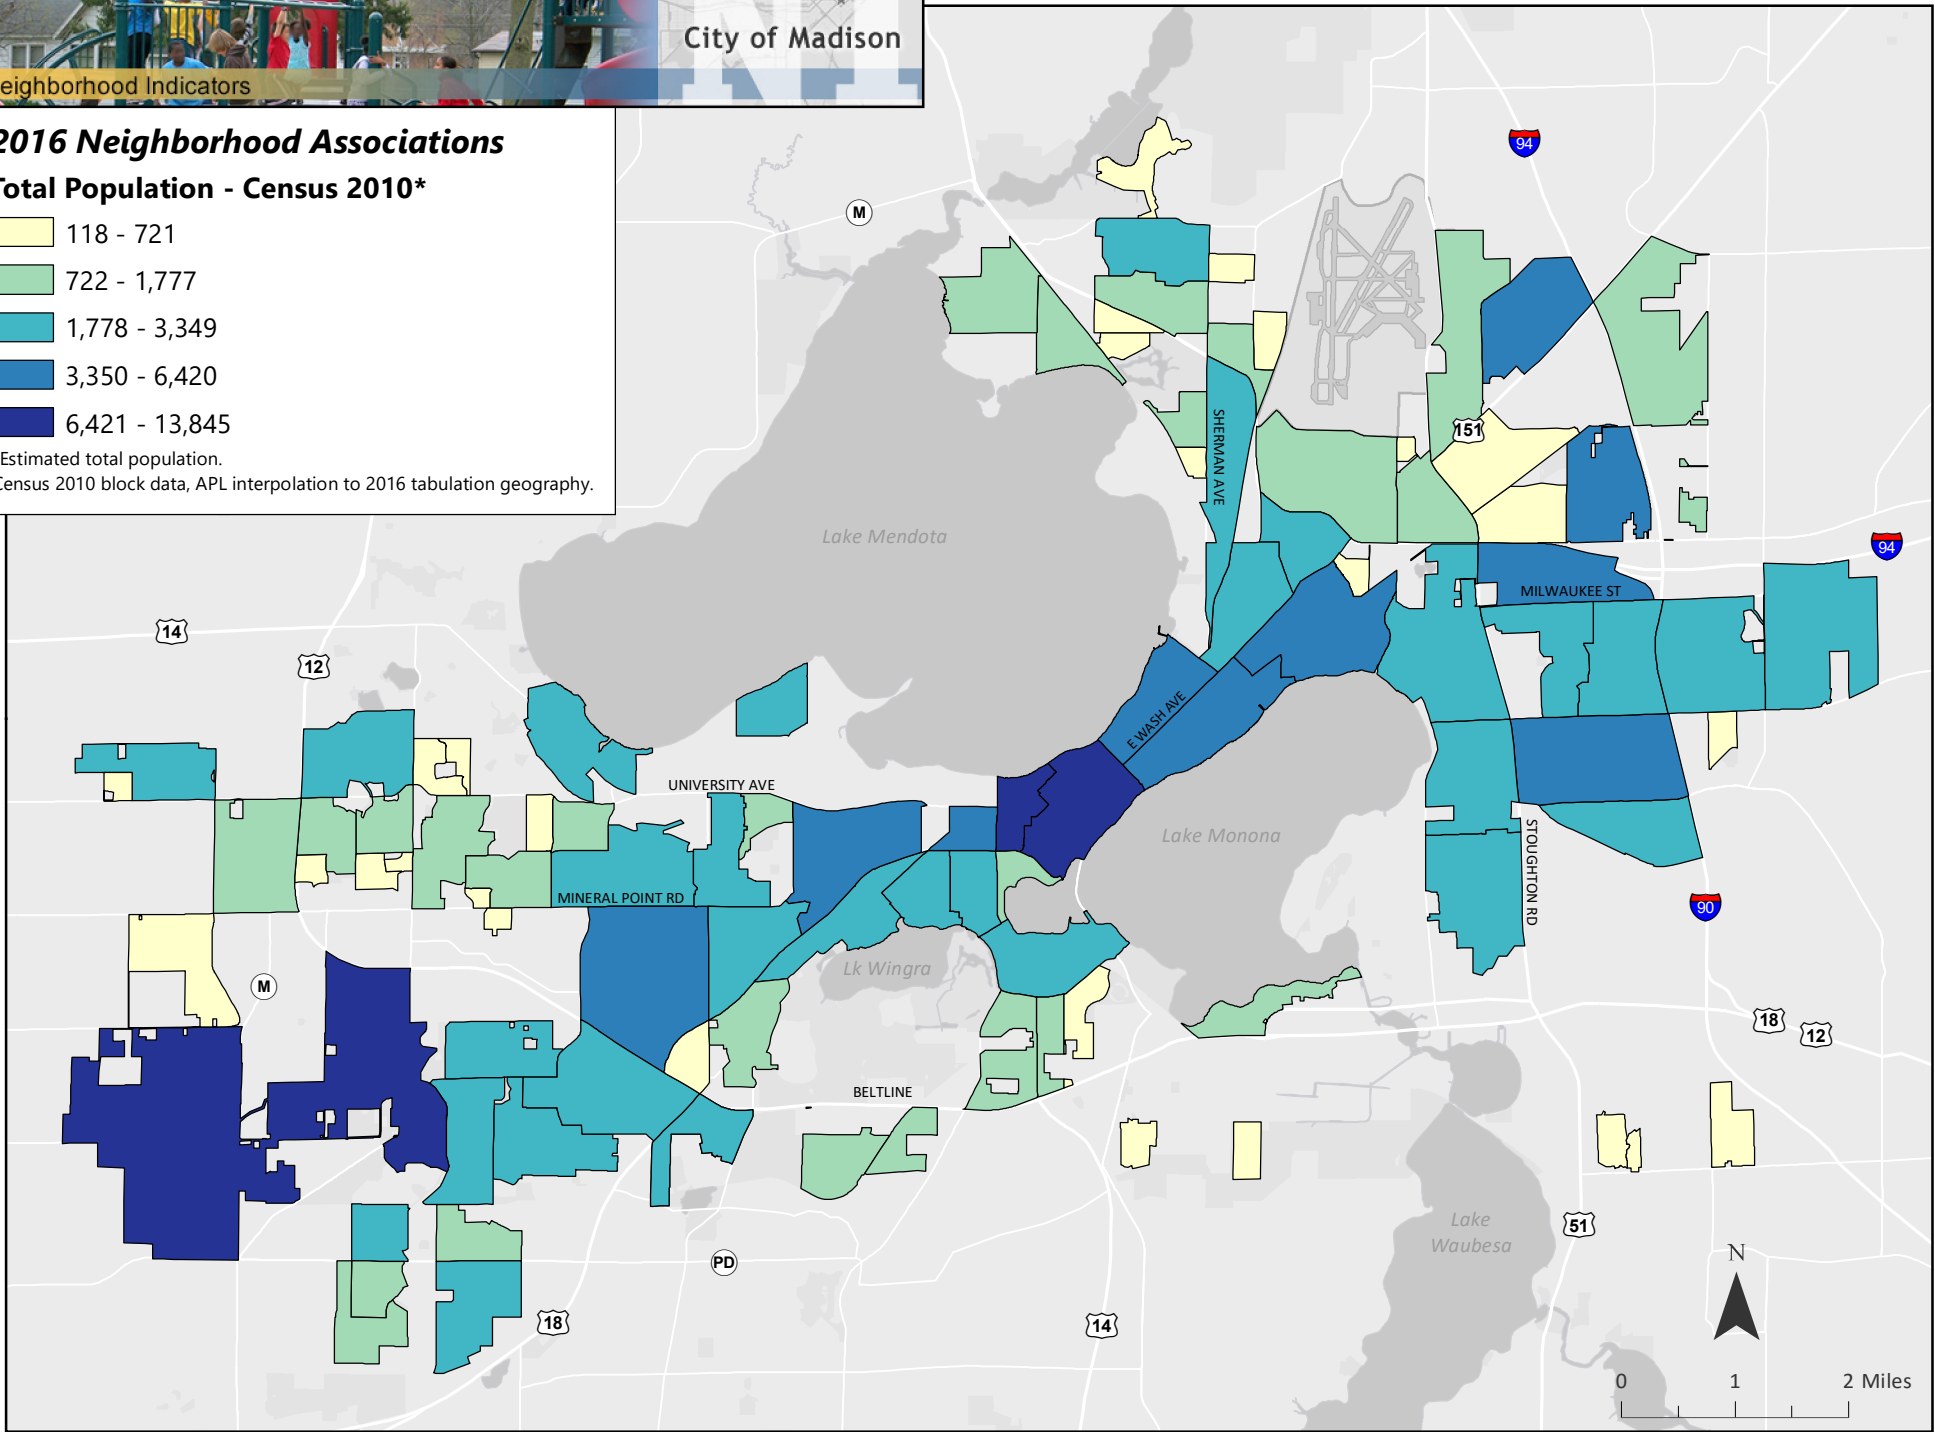 City of Madison
eighborhood Indicators
2016 Neighborhood Associations
Total Population - Census 2010*
118 - 721
722 - 1,777
1,778 - 3,349
3,350 - 6,420
6,421 - 13,845
Estimated total population.
Census 2010 block data, APL interpolation to 2016 tabulation geography.
94
M
151
SHERMAN AVE
Lake Mendota
94
MILWAUKEE ST
14
12
E WASH AVE
UNIVERSITY AVE
Lake Monona
STOUGHTON RD
MINERAL POINT RD
90
Lk Wingra
M
18
12
BELTLINE
Lake
Waubesa
51
N
PD
18
14
0 1 2 Miles